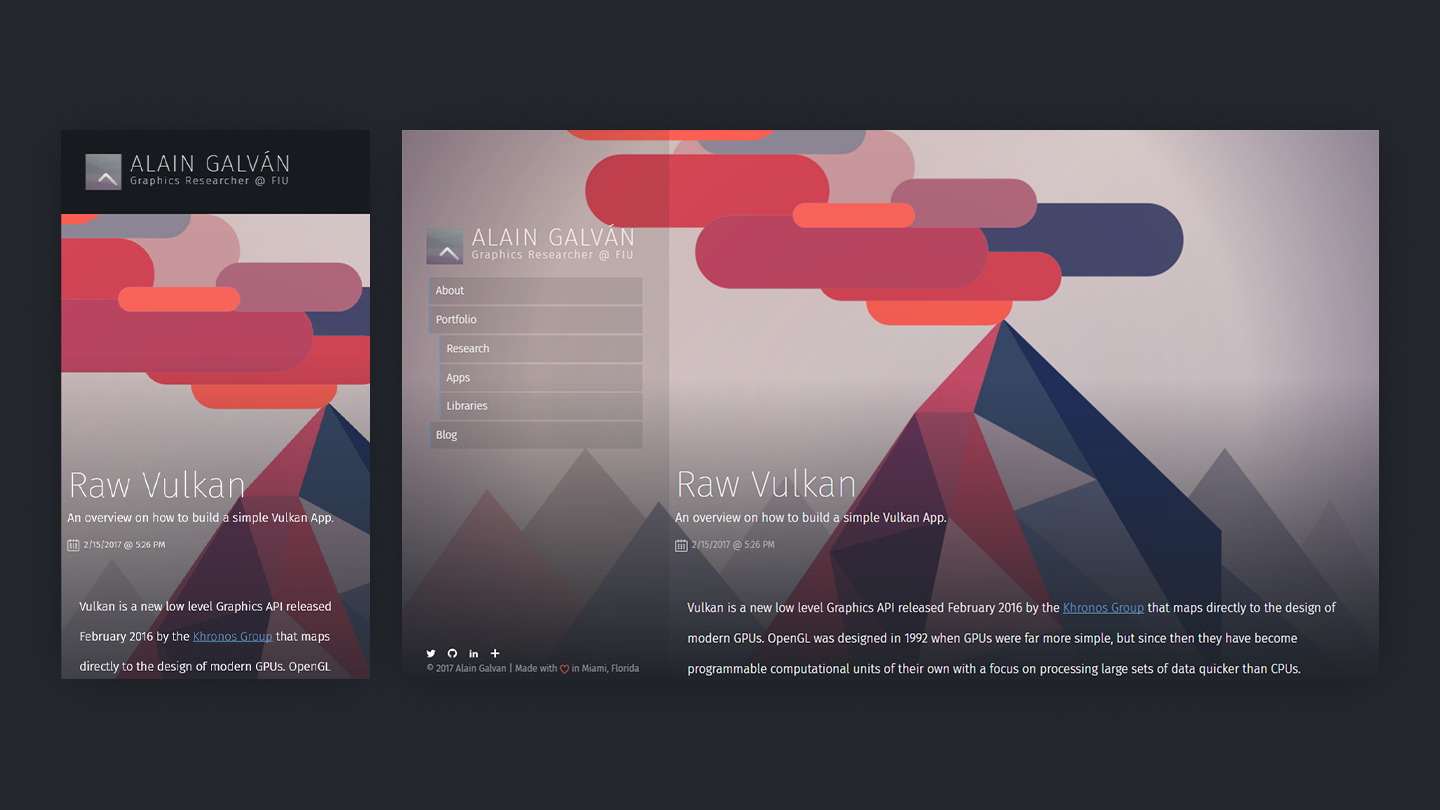 ALAIN GALVÁN
Graphics Researcher @ FIU
Raw Vulkan
An overview on how to build a simple Vulkan App.
2/15/2017 @ 5:26 PM
Vulkan is a new low level Graphics API released
February 2016 by the Khronos Group that maps
directly to the design of modern GPUs. OpenGL
ALAIN GALVÁN
Graphics Researcher @ FIU
About
Portfolio
Research
Apps
Libraries
Blog
© 2017 Alain Galvan | Made with ♡ in Miami, Florida
Raw Vulkan
An overview on how to build a simple Vulkan App.
2/15/2017 @ 5:26 PM
Vulkan is a new low level Graphics API released February 2016 by the Khronos Group that maps directly to the design of
modern GPUs. OpenGL was designed in 1992 when GPUs were far more simple, but since then they have become
programmable computational units of their own with a focus on processing large sets of data quicker than CPUs.